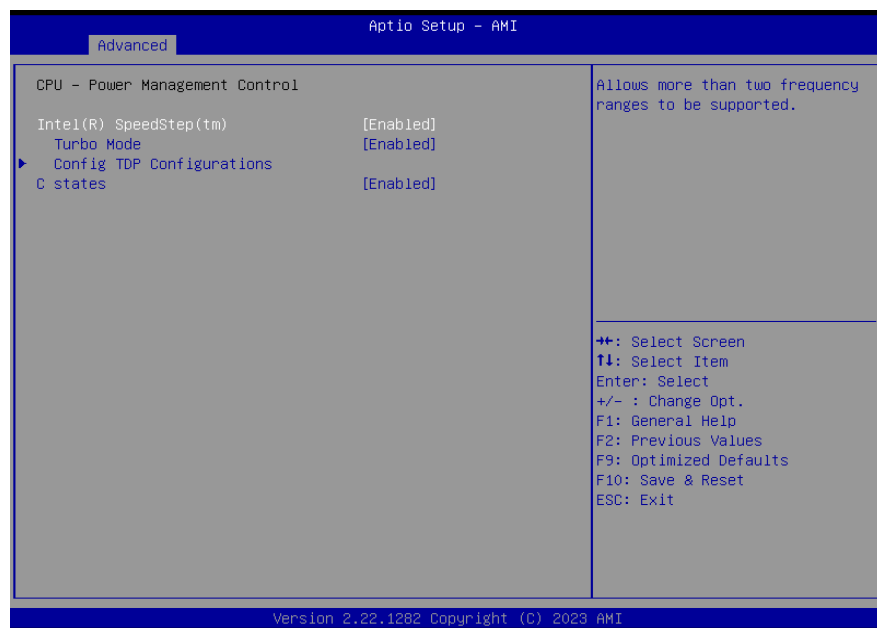 Aptio Setup – AMI
Advanced
CPU – Power Management Control
Intel(R) SpeedStep(tm) [Enabled]
Turbo Mode [Enabled]
Config TDP Configurations
C states [Enabled]
Allows more than two frequency
ranges to be supported.
→←: Select Screen
↑↓: Select Item
Enter: Select
+/- : Change Opt.
F1: General Help
F2: Previous Values
F9: Optimized Defaults
F10: Save & Reset
ESC: Exit
Version 2.22.1282 Copyright (C) 2023 AMI